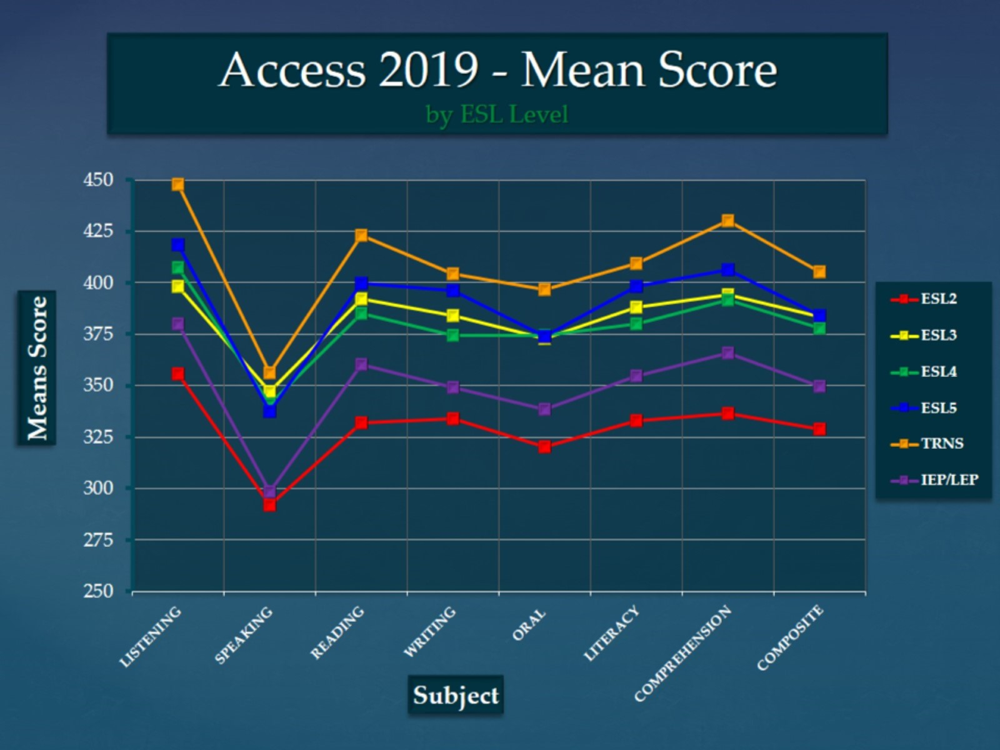 Access 2019 - Mean Score
by ESL Level
450
425
400
375
350
325
300
275
250
Means Score
LISTENING
SPEAKING
READING
WRITING
ORAL
LITERACY
COMPREHENSION
COMPOSITE
Subject
ESL2
ESL3
ESL4
ESL5
TRNS
IEP/LEP